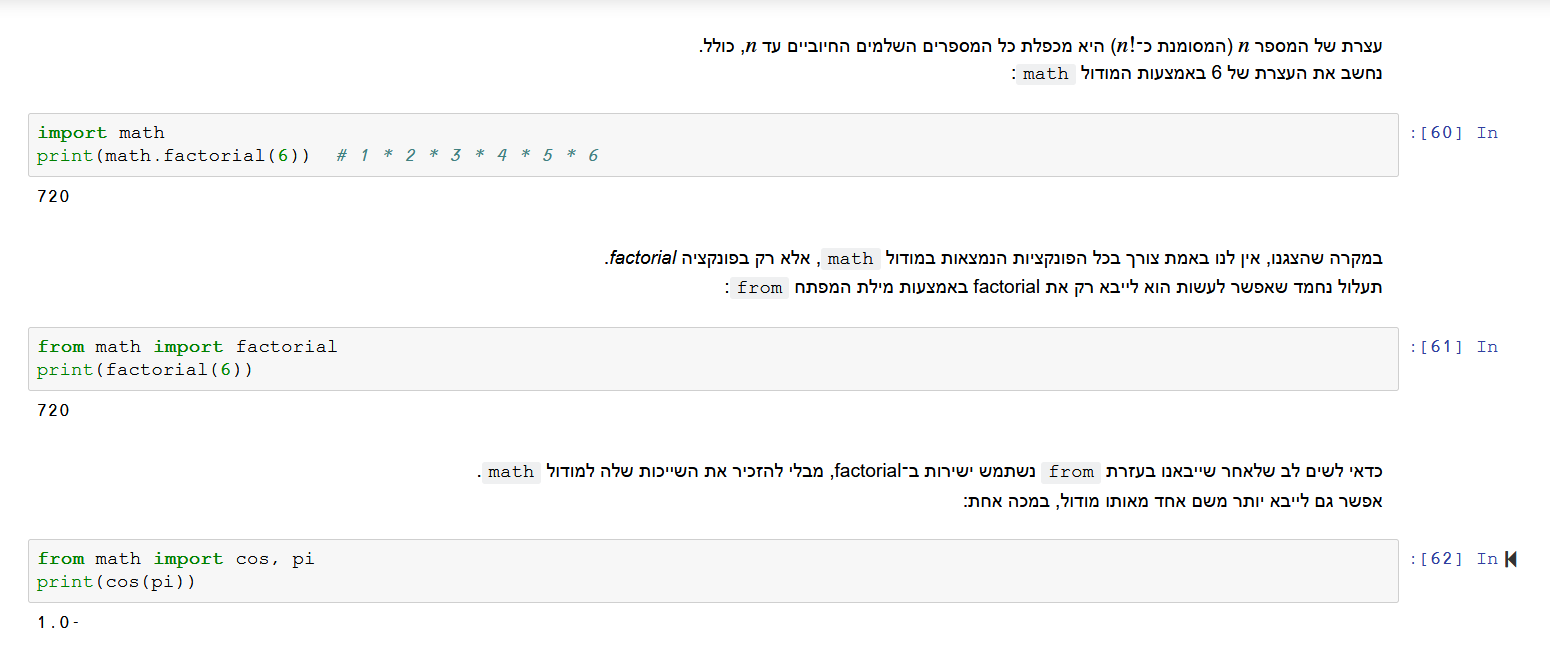 עצרת של המספר n (המסומנת כ־n!) היא מכפלת כל המספרים השלמים החיוביים עד n, כולל.
נחשב את העצרת של 6 באמצעות המודול math:
In [60]:
import math
print(math.factorial(6))  # 1 * 2 * 3 * 4 * 5 * 6
720
במקרה שהצגנו, אין לנו באמת צורך בכל הפונקציות הנמצאות במודול math, אלא רק בפונקציה factorial.
תעלול נחמד שאפשר לעשות הוא לייבא רק את factorial באמצעות מילת המפתח from:
In [61]:
from math import factorial
print(factorial(6))
720
כדאי לשים לב שלאחר שייבאנו בעזרת from נשתמש ישירות ב־factorial, מבלי להזכיר את השייכות שלה למודול math.
אפשר גם לייבא יותר משם אחד מאותו מודול, במכה אחת:
In [62]:
from math import cos, pi
print(cos(pi))
1.0-